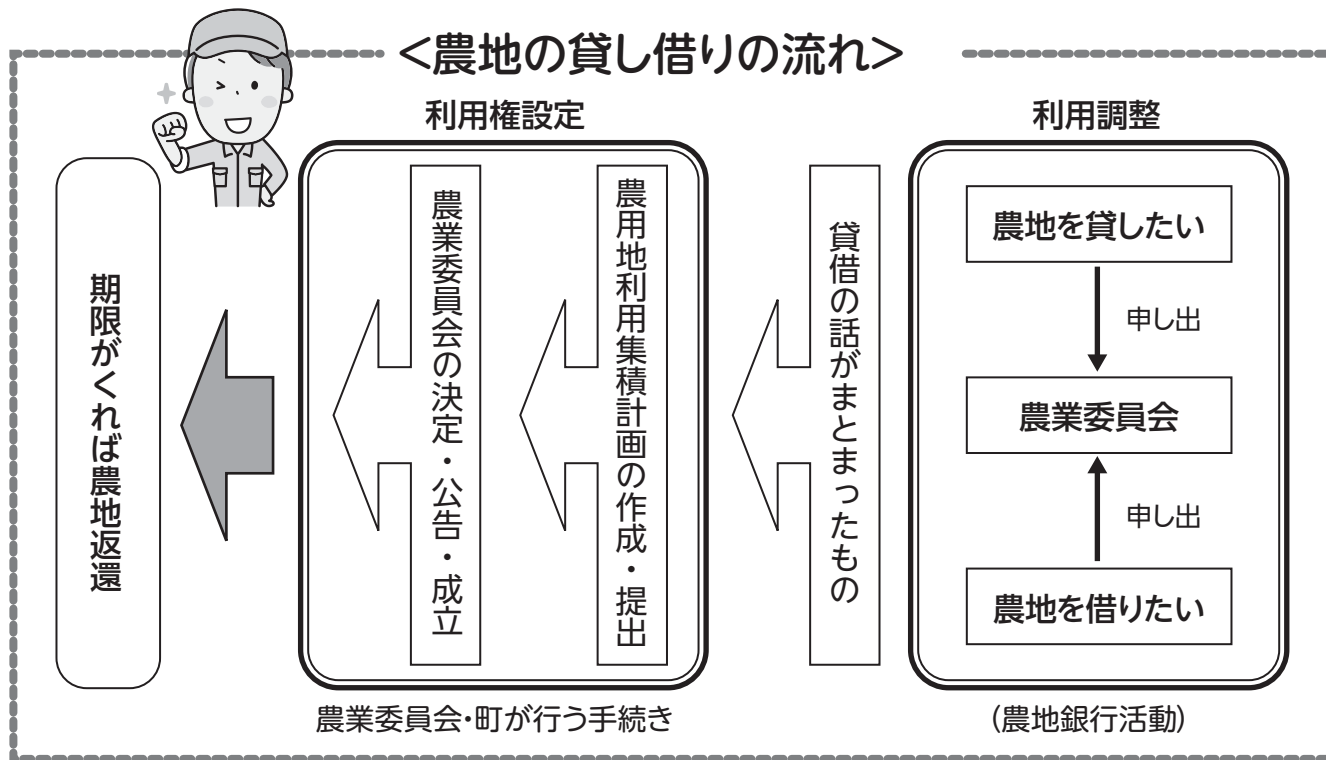 <農地の貸し借りの流れ>
利用調整
農地を貸したい
申し出
農業委員会
申し出
農地を借りたい
(農地銀行活動)
貸借の話がまとまったもの
利用権設定
農用地利用集積計画の作成・提出
農業委員会の決定・公告・成立
農業委員会・町が行う手続き
期限がくれば農地返還